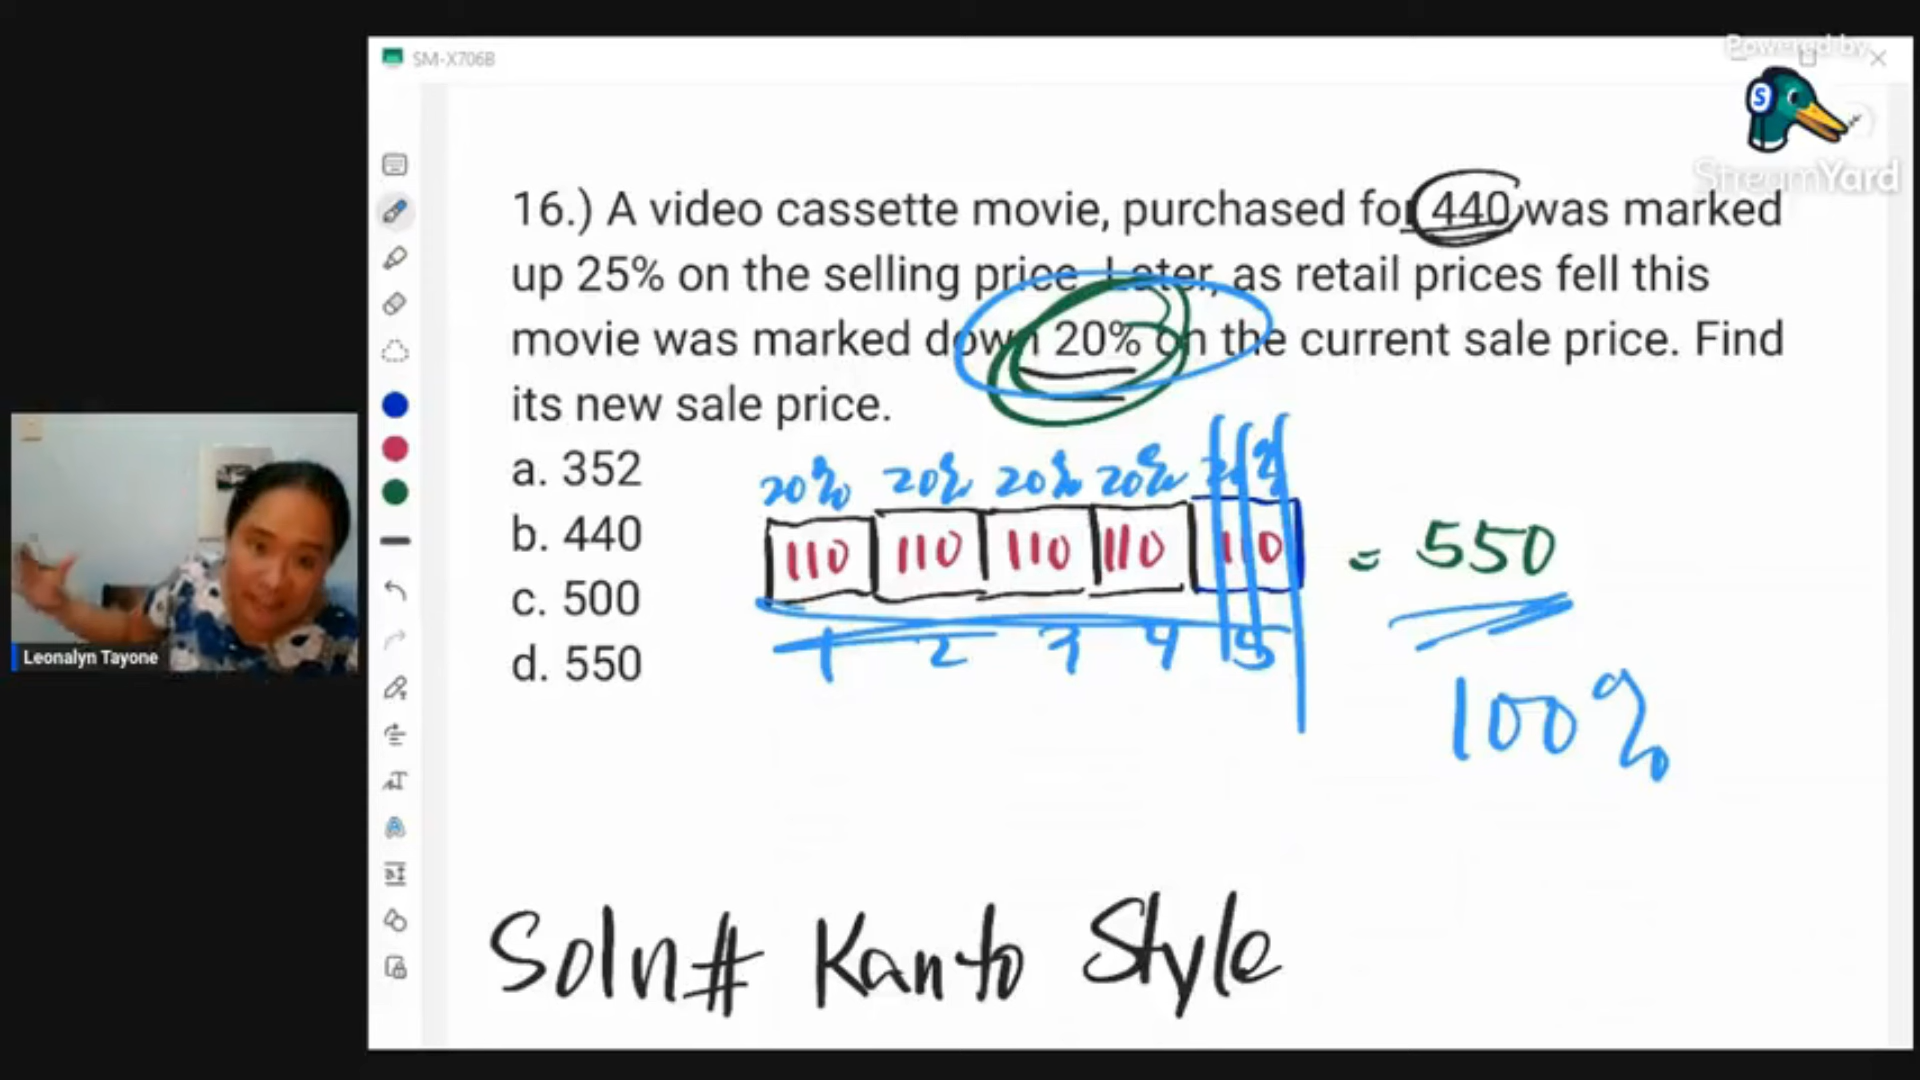 SM-X706B
Powered by
StreamYard
16.) A video cassette movie, purchased for 440 was marked
up 25% on the selling price. Later, as retail prices fell this
movie was marked down 20% on the current sale price. Find
its new sale price.
a. 352
b. 440
c. 500
d. 550
20% 20% 20% 20%
110 110 110 110 110 = 550
1 2 3 4 5
100%
Leonalyn Tayone
Soln# Kanto Style